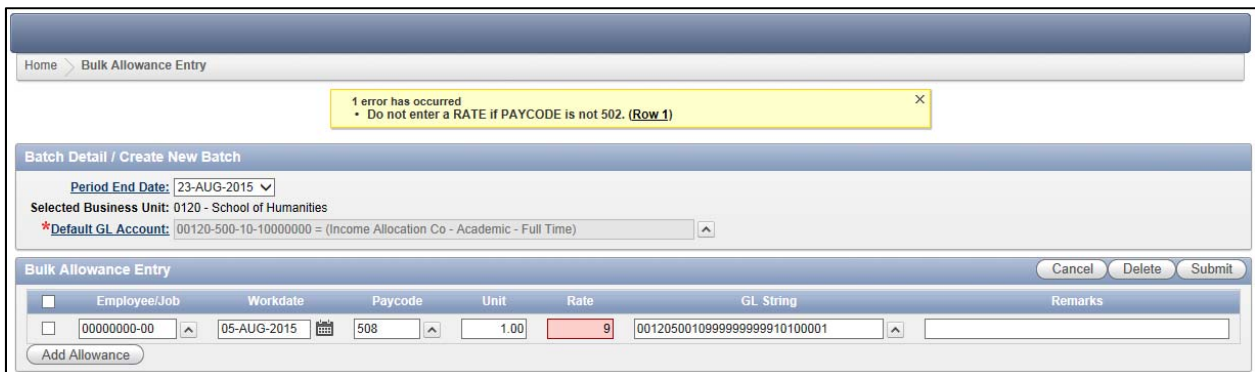 Home Bulk Allowance Entry
1 error has occurred
• Do not enter a RATE if PAYCODE is not 502. (Row 1)
Batch Detail / Create New Batch
Period End Date: 23-AUG-2015
Selected Business Unit: 0120 - School of Humanities
*Default GL Account: 00120-500-10-10000000 = (Income Allocation Co - Academic - Full Time)
Bulk Allowance Entry Cancel Delete Submit
Employee/Job Workdate Paycode Unit Rate GL String Remarks
00000000-00 05-AUG-2015 508 1.00 9
Add Allowance